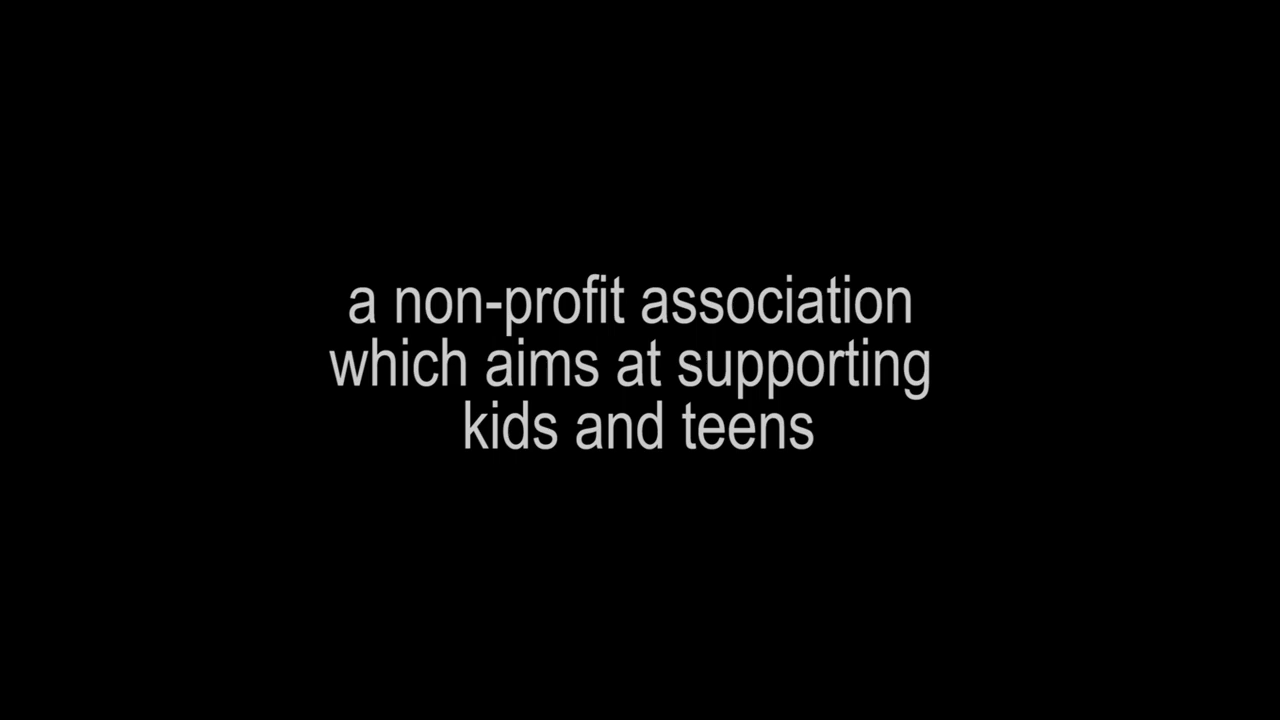 a non-profit association
which aims at supporting
kids and teens